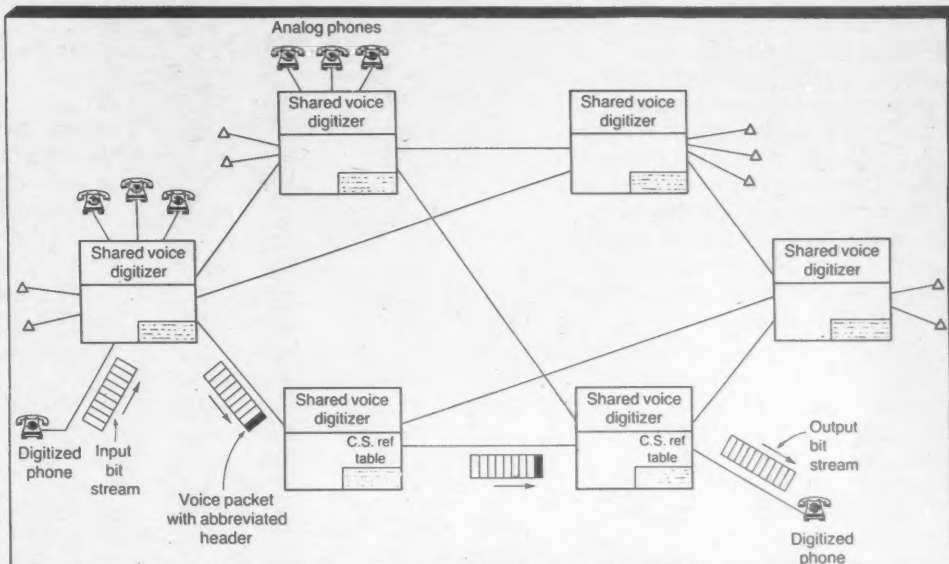 Analog phones
Shared voice
digitizer
Shared voice
digitizer
Shared voice
digitizer
Shared voice
digitizer
Shared voice
digitizer
C.S. ref
table
Shared voice
digitizer
C.S. ref
table
Digitized
phone
Input
bit
stream
Voice packet
with abbreviated
header
Output
bit
stream
Digitized
phone